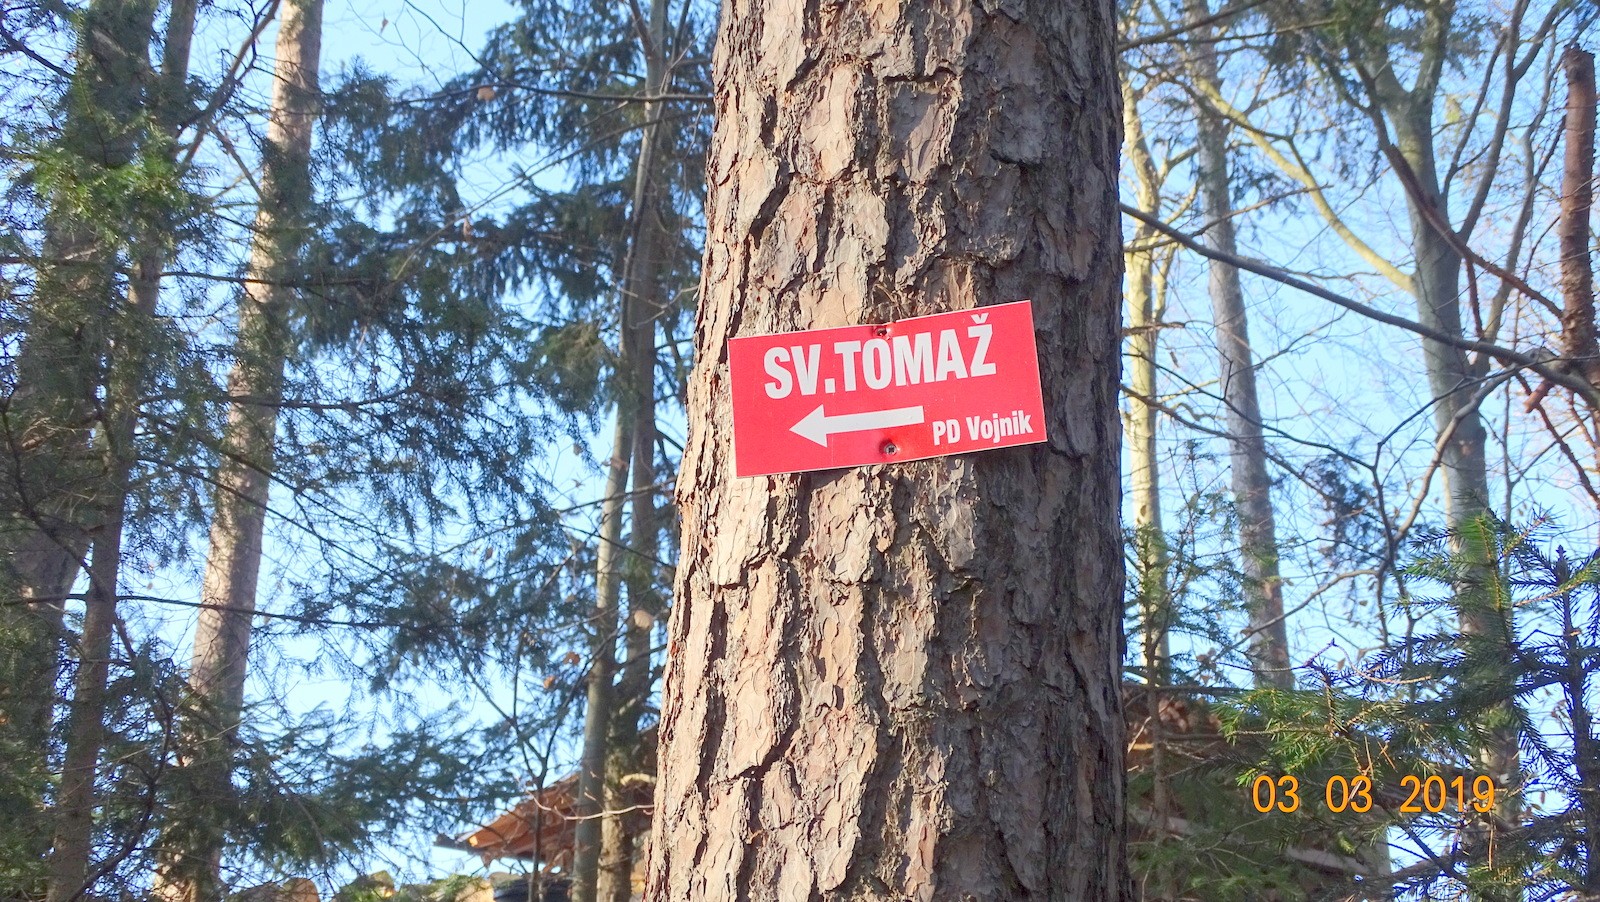 SV.TOMAŽ
PD Vojnik
03 03 2019